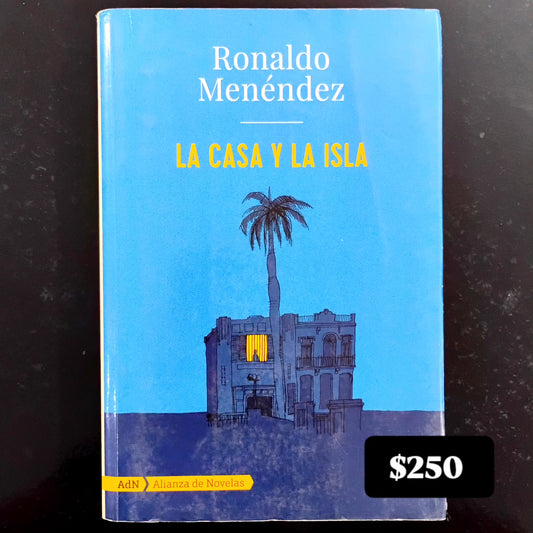 Ronaldo
Menéndez
LA CASA Y LA ISLA
AdN Alianza de Novelas
$250